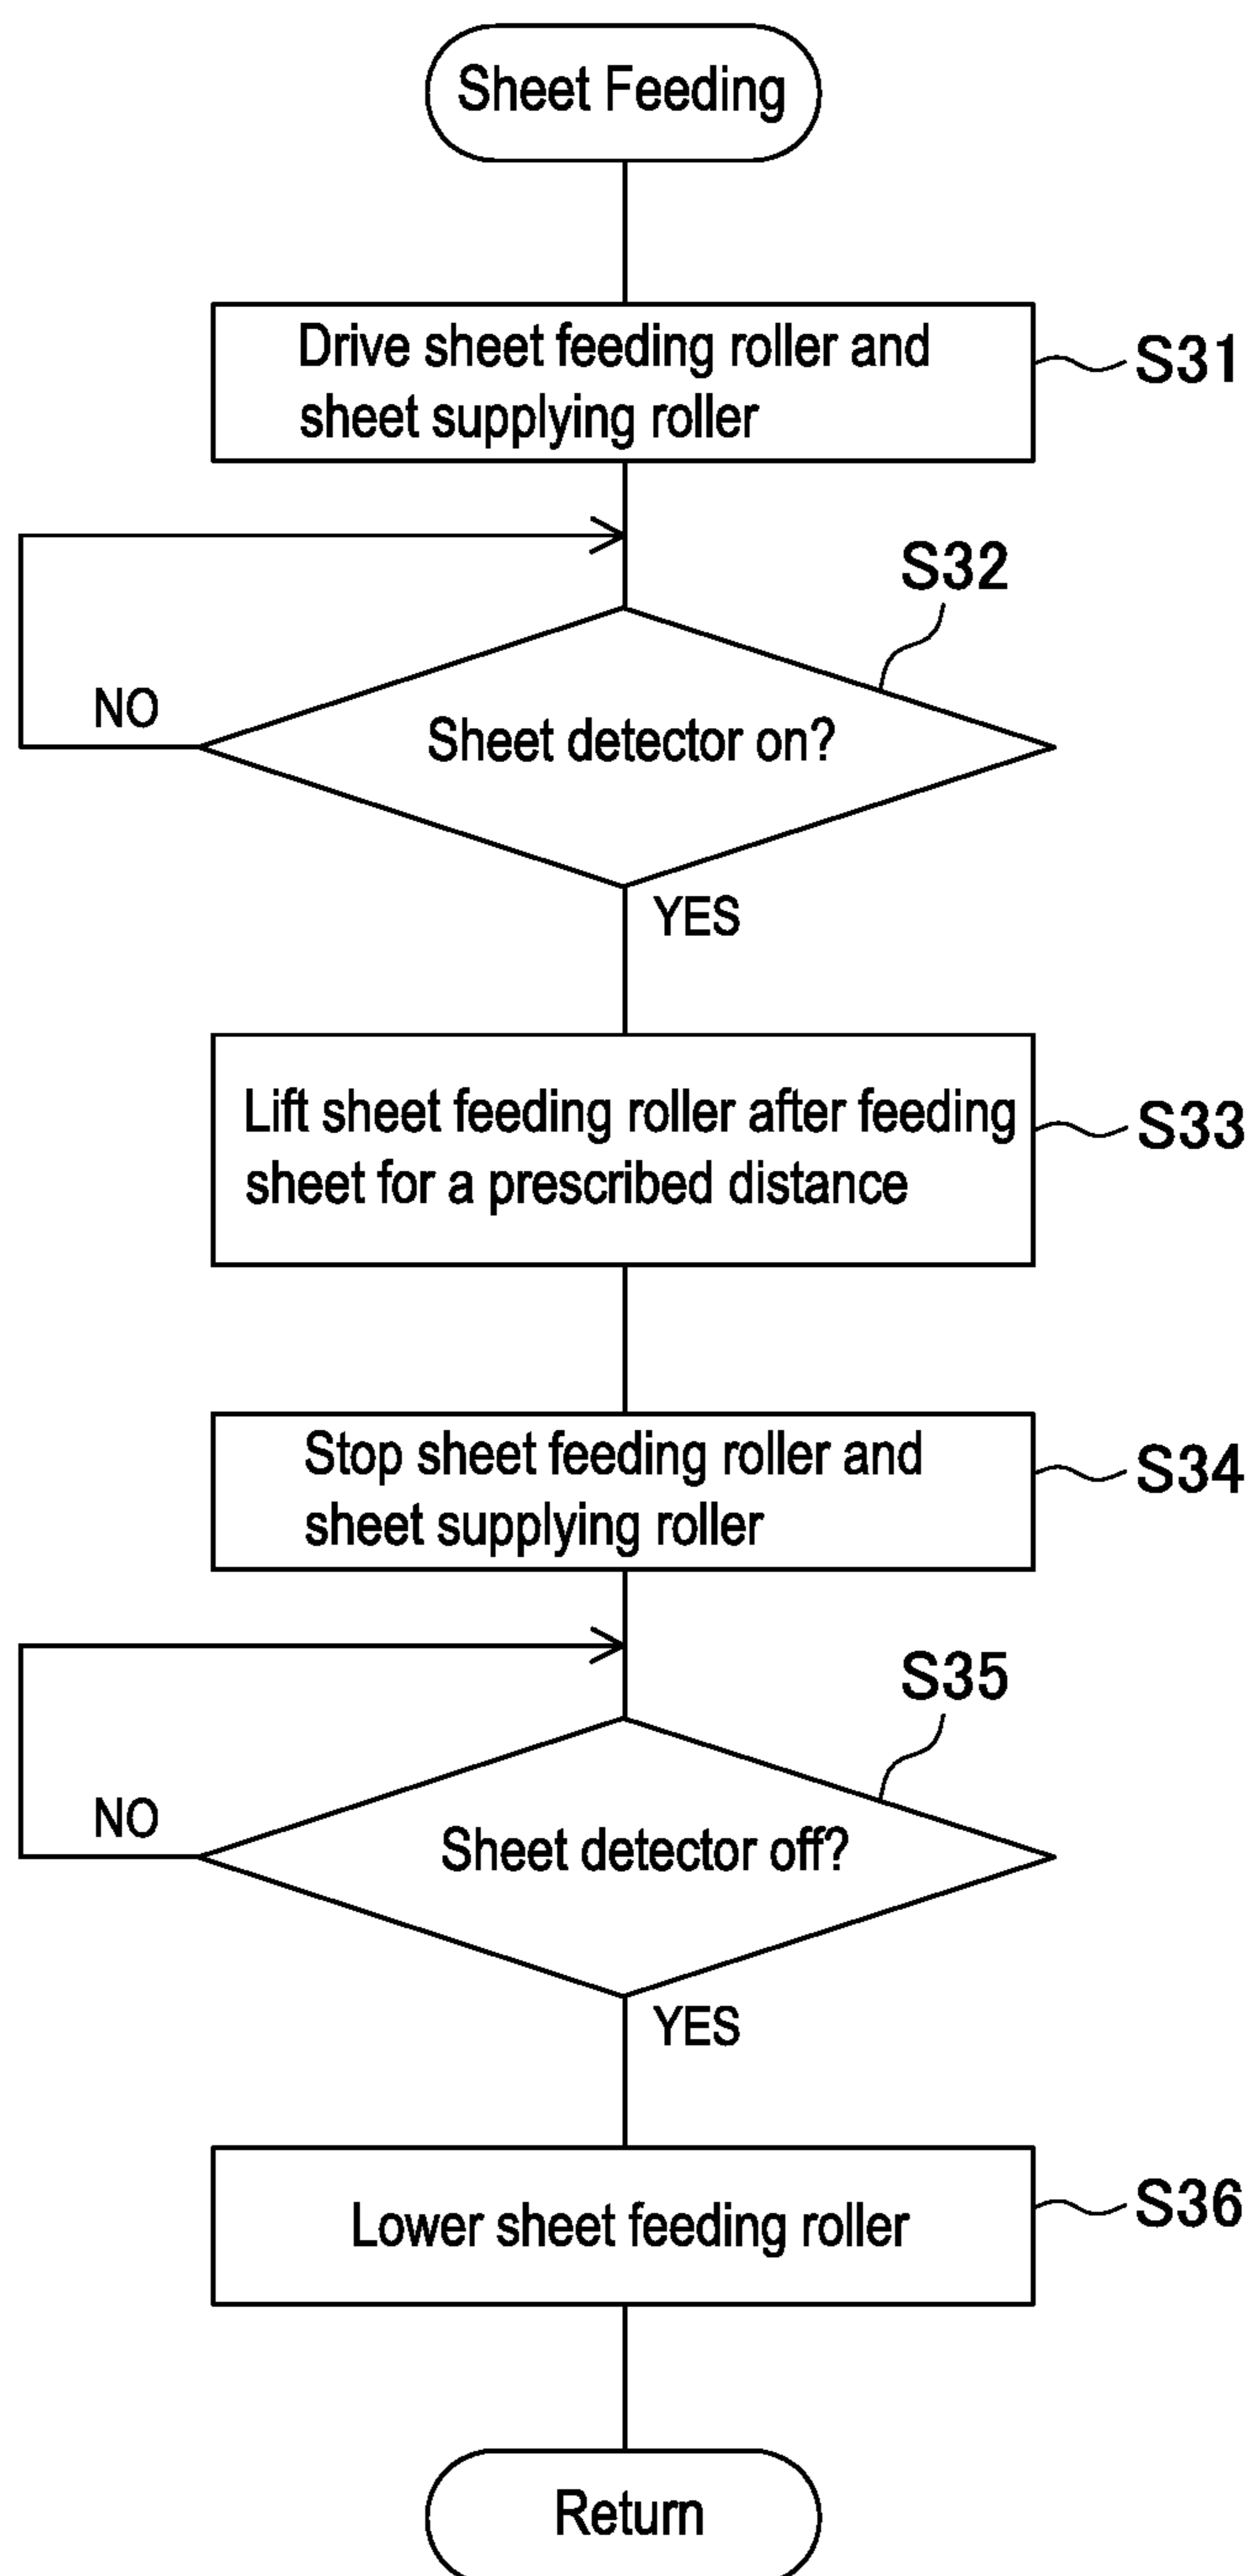 Sheet Feeding
Drive sheet feeding roller and
sheet supplying roller
S31
S32
Sheet detector on?
NO
YES
Lift sheet feeding roller after feeding
sheet for a prescribed distance
S33
Stop sheet feeding roller and
sheet supplying roller
S34
S35
Sheet detector off?
NO
YES
Lower sheet feeding roller
S36
Return